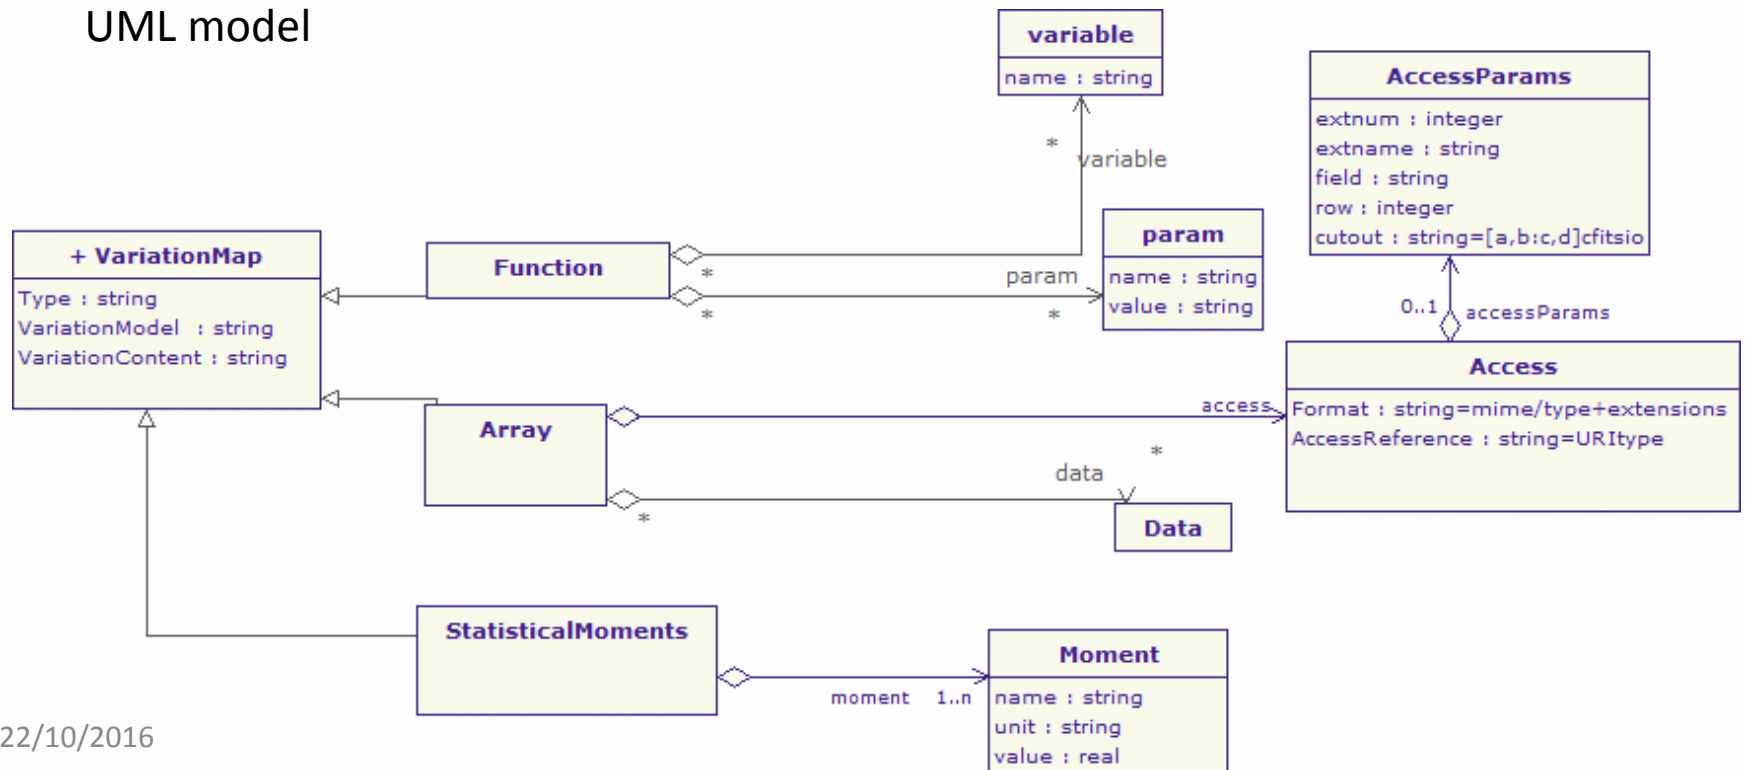 UML model
variable
name : string
*
variable
AccessParams
extnum : integer
extname : string
field : string
row : integer
cutout : string=[a,b:c,d]cfitsio
0..1
accessParams
+ VariationMap
Type : string
VariationModel : string
VariationContent : string
Function
*
*
param
*
param
name : string
value : string
Array
*
access
*
data
Data
Access
Format : string=mime/type+extensions
AccessReference : string=URItype
StatisticalMoments
moment 1..n
Moment
name : string
unit : string
value : real
22/10/2016